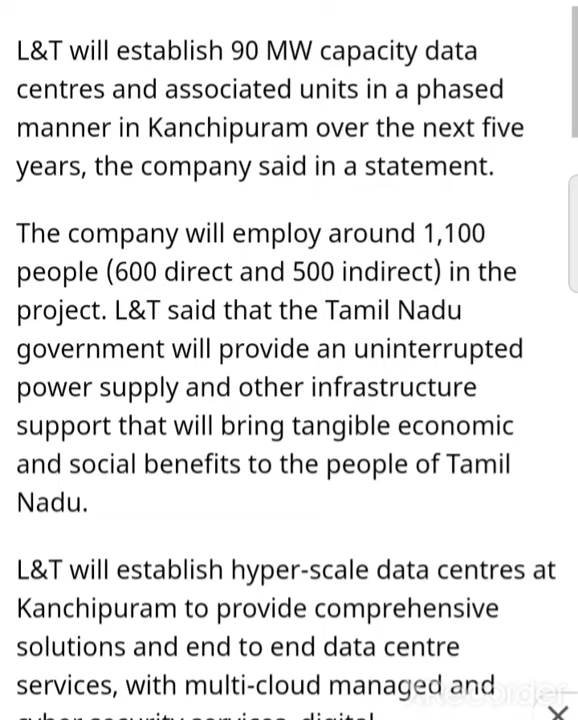 L&T will establish 90 MW capacity data
centres and associated units in a phased
manner in Kanchipuram over the next five
years, the company said in a statement.
The company will employ around 1,100
people (600 direct and 500 indirect) in the
project. L&T said that the Tamil Nadu
government will provide an uninterrupted
power supply and other infrastructure
support that will bring tangible economic
and social benefits to the people of Tamil
Nadu.
L&T will establish hyper-scale data centres at
Kanchipuram to provide comprehensive
solutions and end to end data centre
services, with multi-cloud managed and
cyber security services, digital